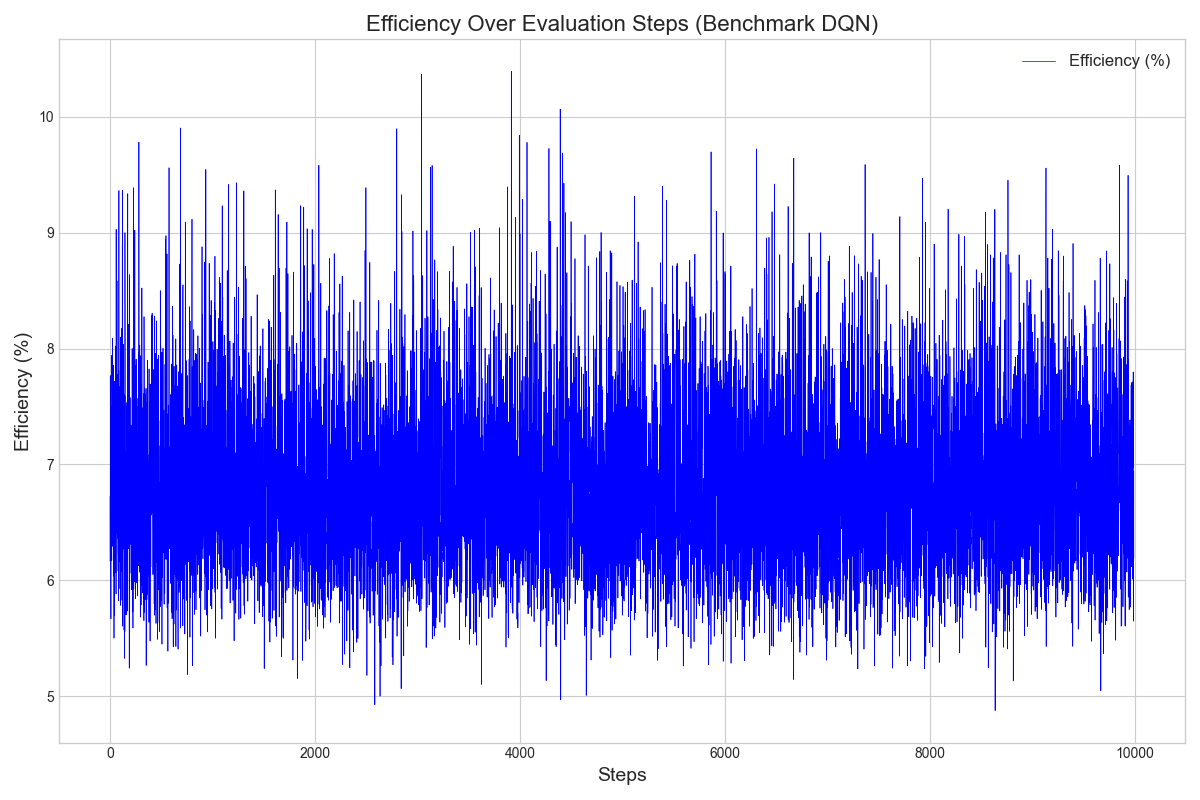 Efficiency Over Evaluation Steps (Benchmark DQN)
Efficiency (%)
10
9
8
7
6
5
Efficiency (%)
0 2000 4000 6000 8000 10000
Steps